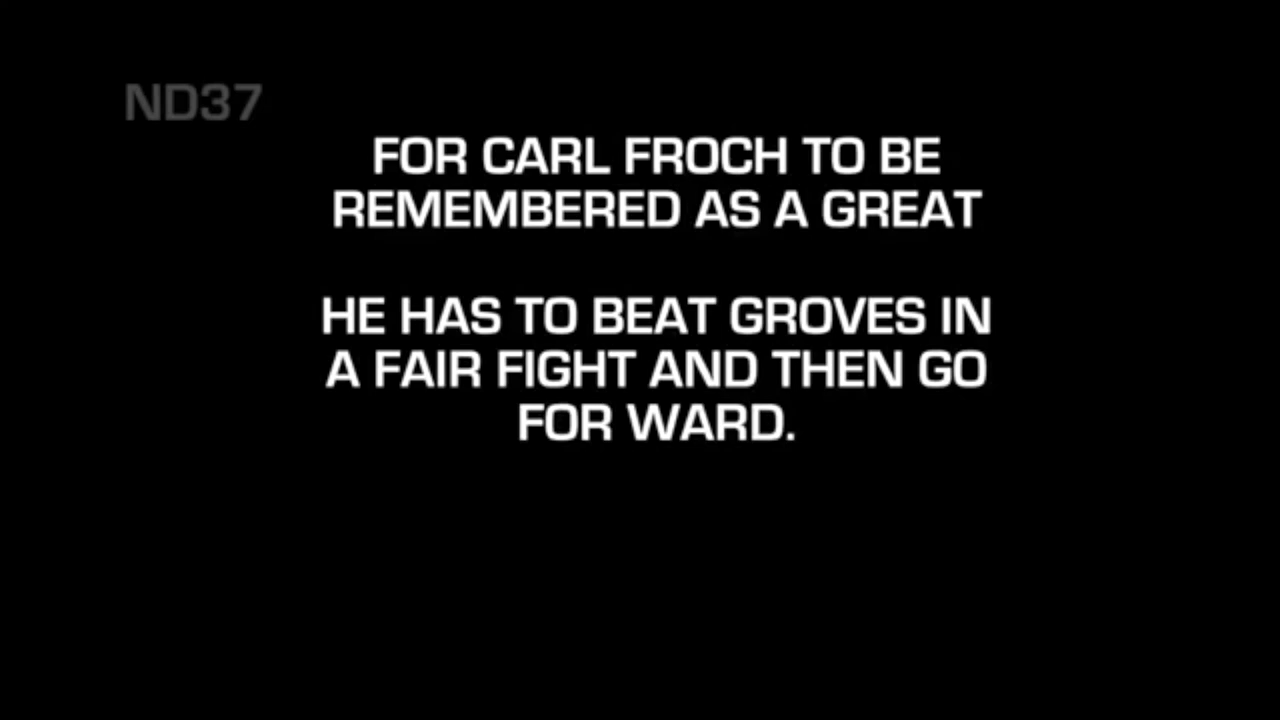 ND37
FOR CARL FROCH TO BE
REMEMBERED AS A GREAT
HE HAS TO BEAT GROVES IN
A FAIR FIGHT AND THEN GO
FOR WARD.